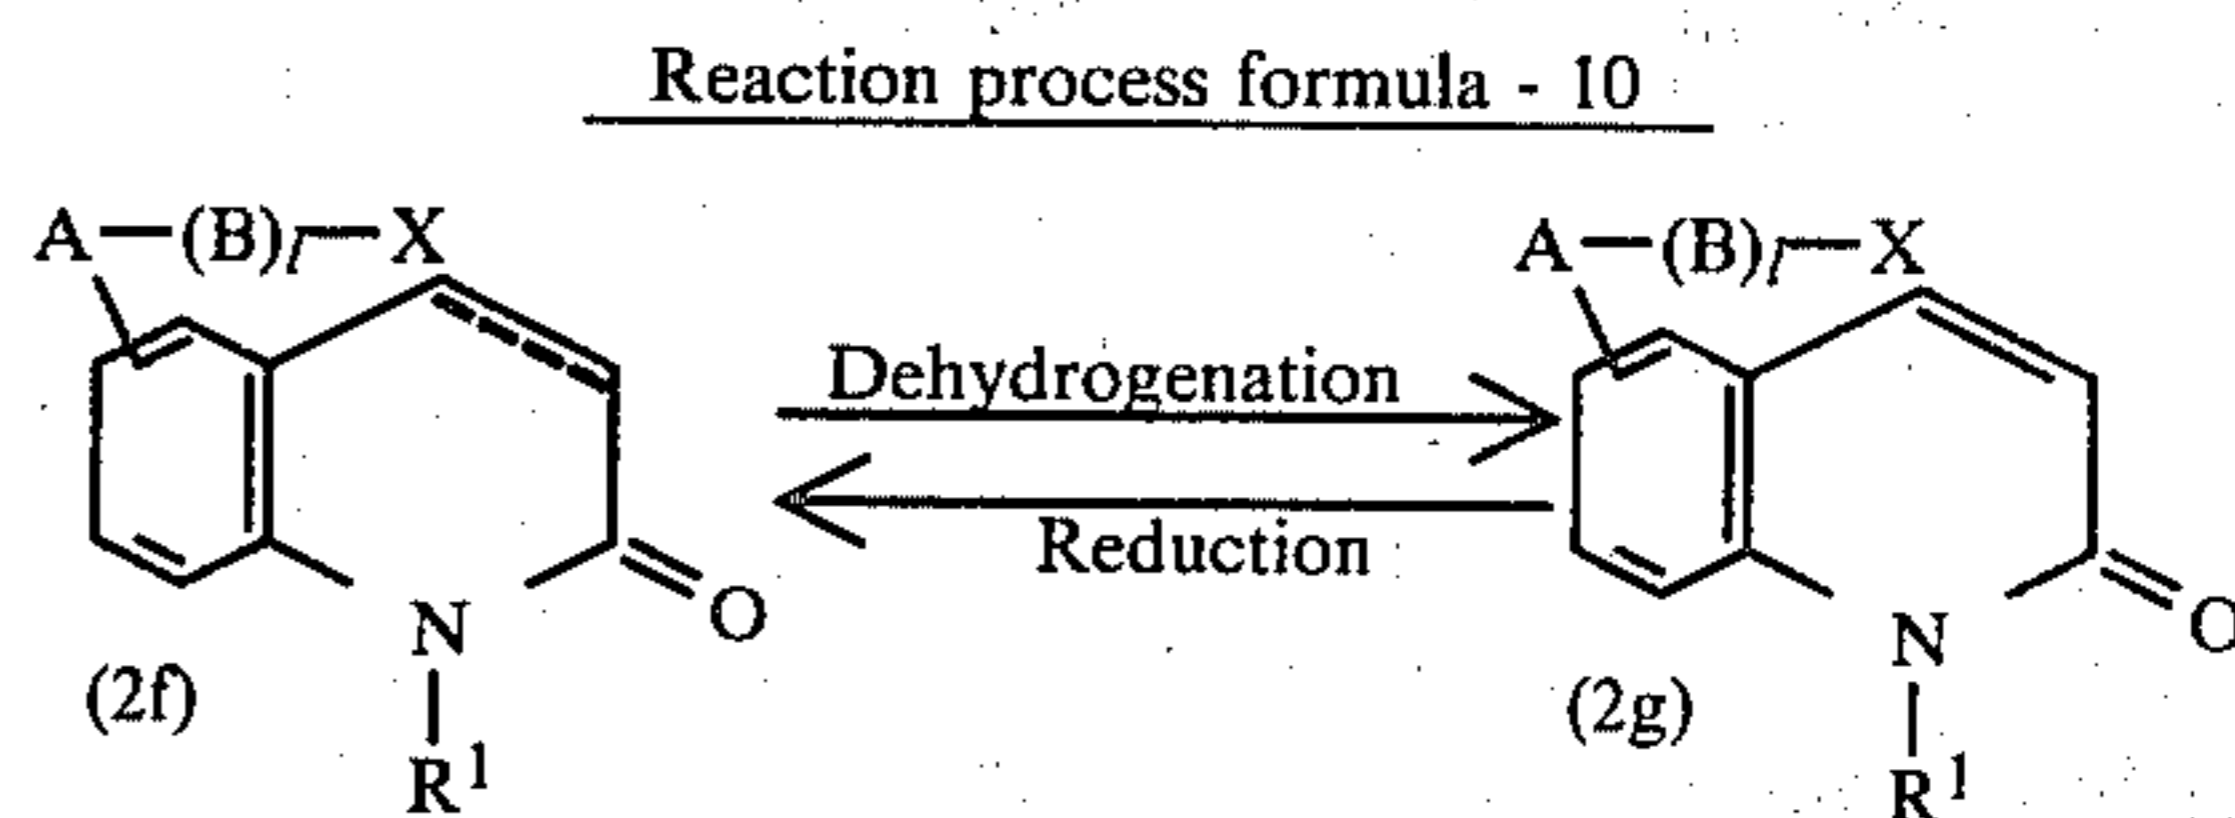 Reaction process formula - 10
A—(B)l—X
A—(B)l—X
Dehydrogenation
Reduction
O
O
N
N
(2f)
(2g)
R1
R1